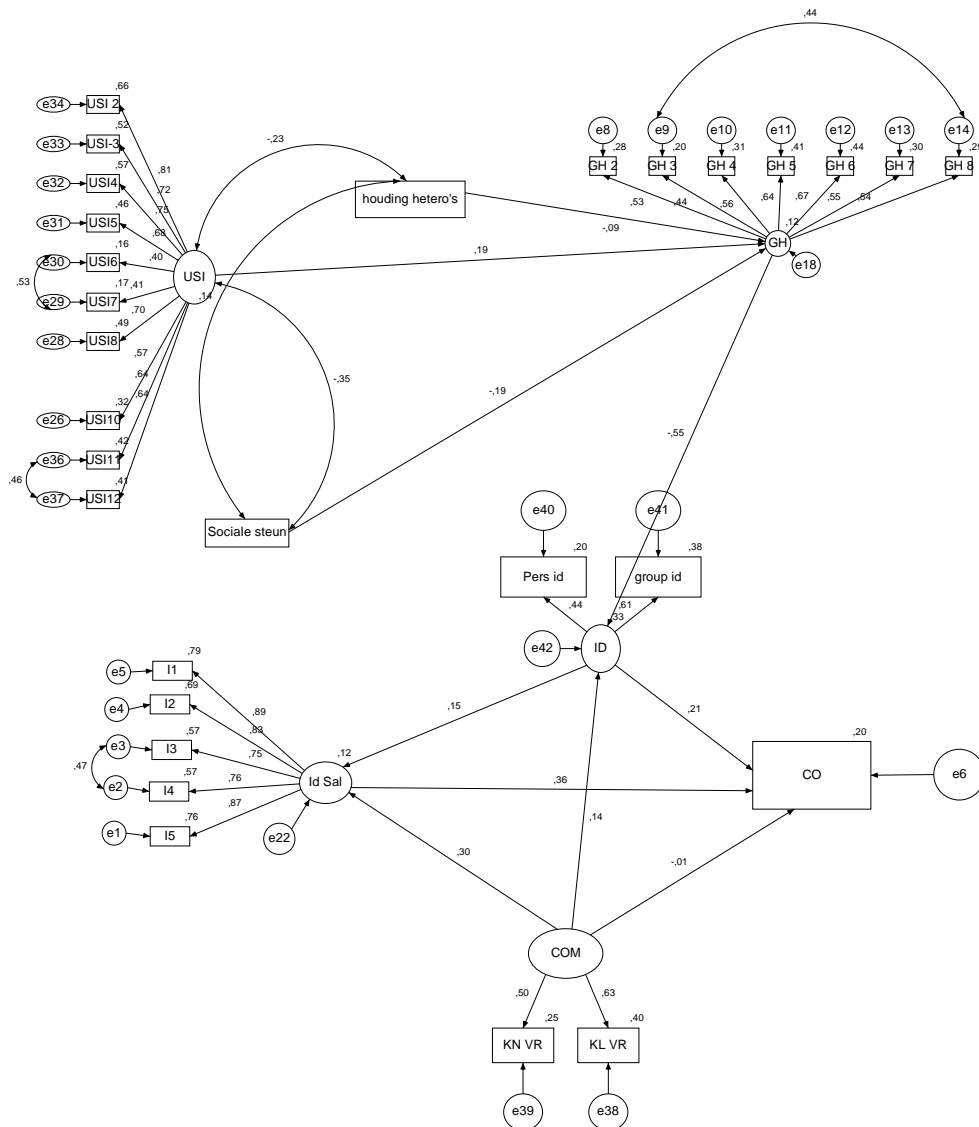 ,44
,66
e34
USI 2
,52
e33
USI-3
,57
e32
USI4
,46
e31
USI5
,16
e30
USI6
,53
,17
e29
USI7
,49
e28
USI8
,32
e26
USI10
,42
e36
USI11
,46
,41
e37
USI12
,81
,72
,75
,68
,40
,41
,70
,57
,64
,64
USI
,14
-,23
houding hetero's
-,35
Sociale steun
,19
-,09
-,19
e8
e9
e10
e11
e12
e13
e14
,28
,20
,31
,41
,44
,30
GH 2
GH 3
GH 4
GH 5
GH 6
GH 7
GH 8
,53
,44
,56
,64
,67
,55
,54
,12
GH
e18
-,55
e40
e41
,20
,38
Pers id
group id
,44
,61
e42
ID
,79
e5
I1
,69
e4
I2
,57
e3
I3
,47
,57
e2
I4
,76
e1
I5
,89
,83
,75
,76
,87
,12
Id Sal
e22
,15
,21
,20
CO
e6
,36
,14
,30
-,01
COM
,50
,63
,25
,40
KN VR
KL VR
e39
e38